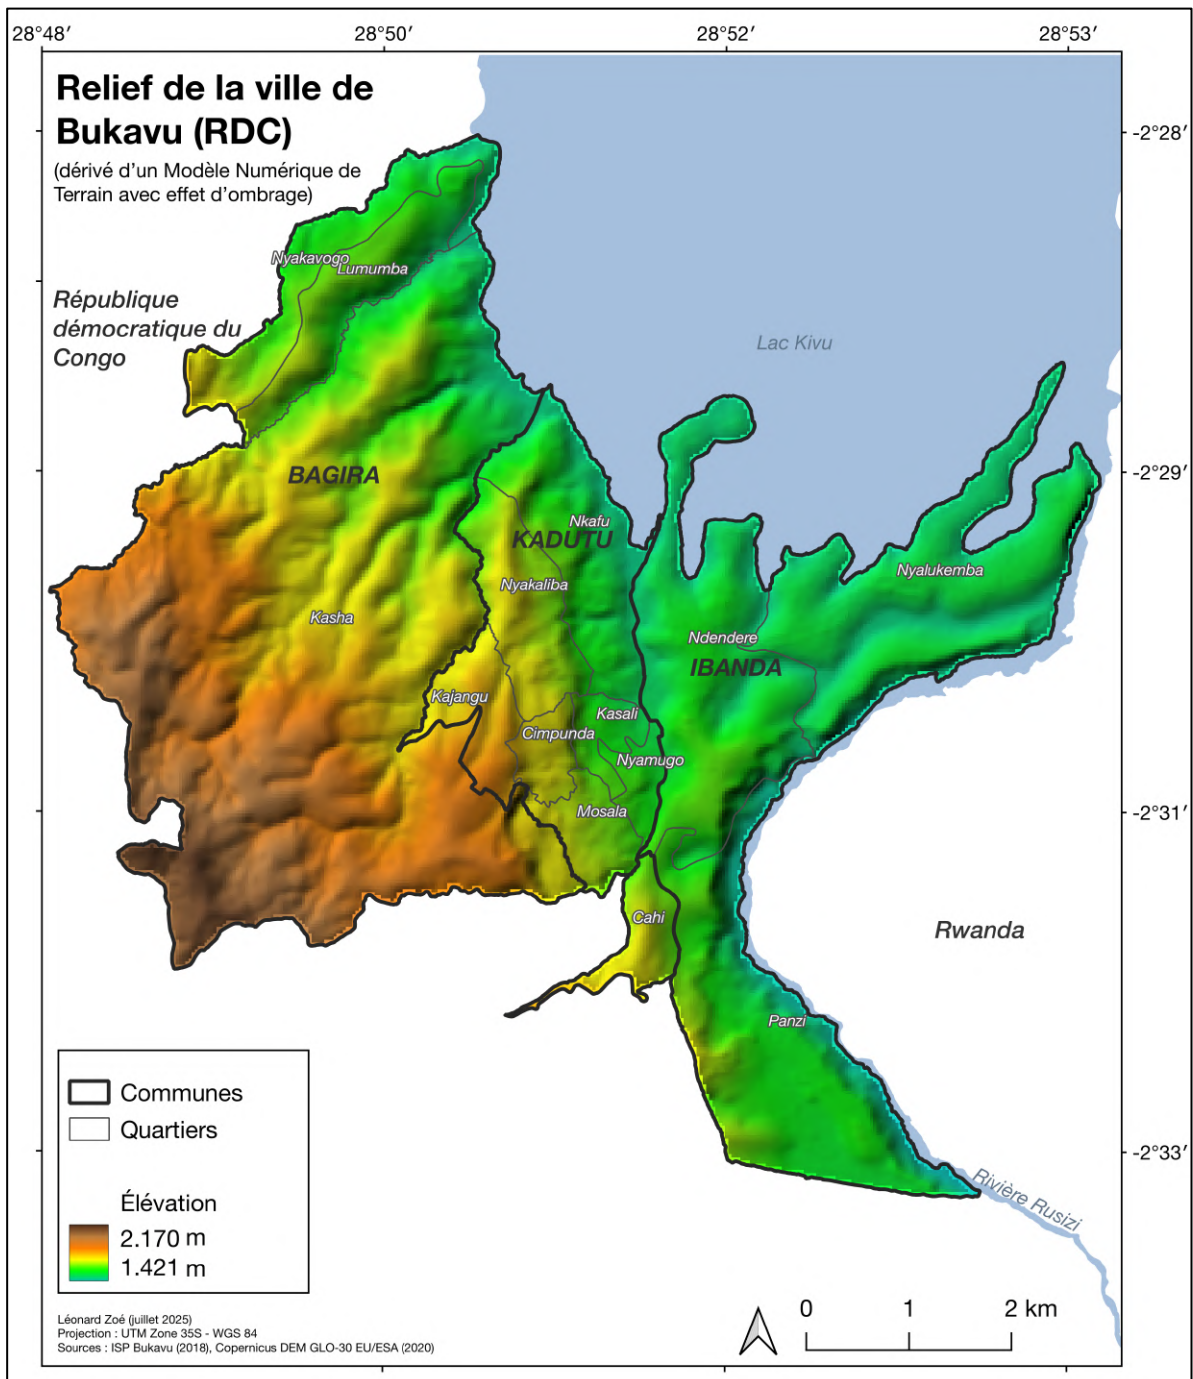 28°48′ 28°50′ 28°52′ 28°53′
Relief de la ville de
Bukavu (RDC)
(dérivé d’un Modèle Numérique de
Terrain avec effet d’ombrage)
-2°28′
Nyakavogo
Lumumba
République
démocratique du
Congo
Lac Kivu
BAGIRA
-2°29′
Nkafu
KADUTU
Nyakaliba
Nyalukemba
Kasha
Ndendere
IBANDA
Kajangu
Kasali
Cimpunda
Nyamugo
Mosala
-2°31′
Cahi
Rwanda
Panzi
Communes
Quartiers
-2°33′
Rivière Rusizi
Élévation
2.170 m
1.421 m
0 1 2 km
Léonard Zoé (juillet 2025)
Projection : UTM Zone 35S - WGS 84
Sources : ISP Bukavu (2018), Copernicus DEM GLO-30 EU/ESA (2020)